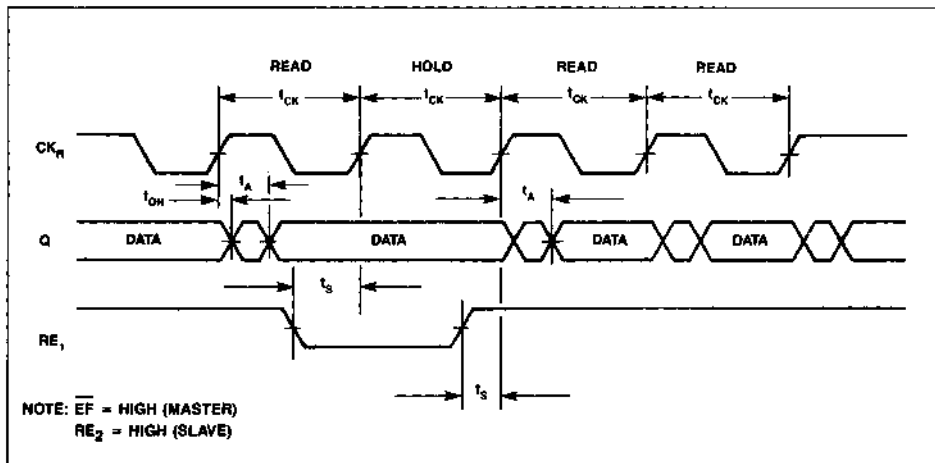 READ HOLD READ READ
tCK tCK tCK tCK
CKR
tA tA
tOH
Q DATA DATA DATA DATA
tS
RE1
tS
NOTE: E̅F̅ = HIGH (MASTER)
RE2 = HIGH (SLAVE)